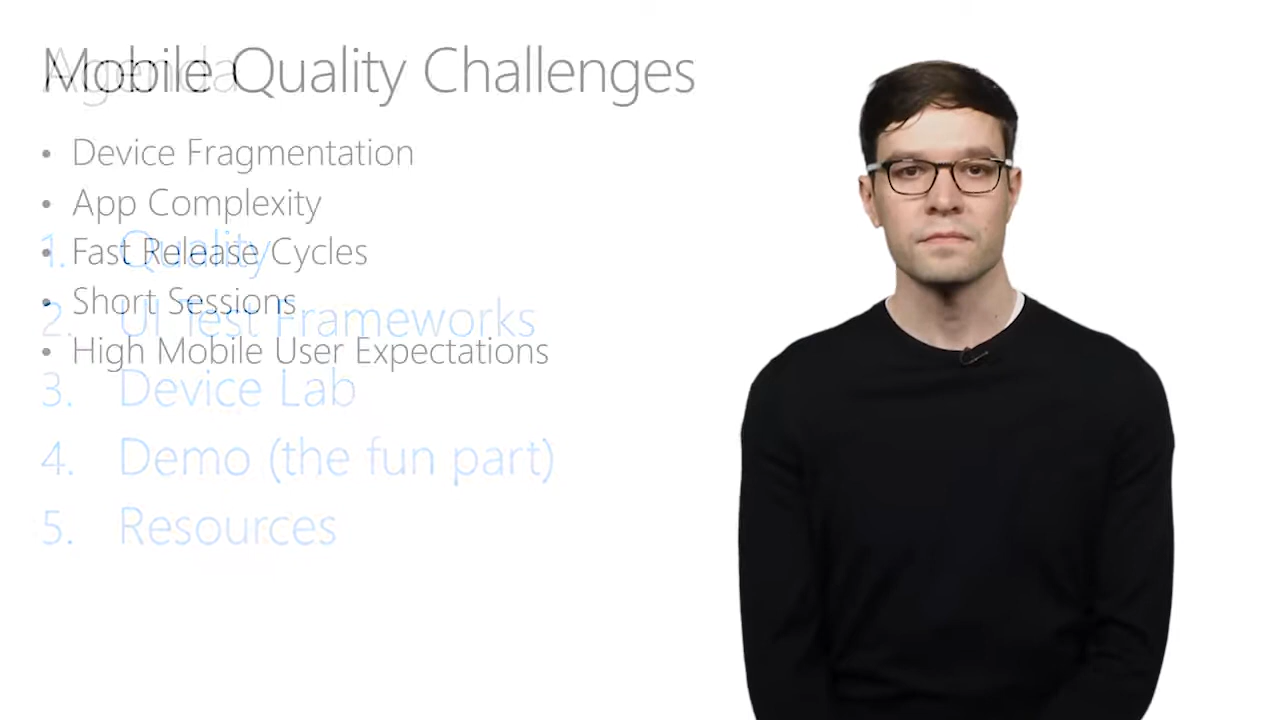 Mobile Quality Challenges
• Device Fragmentation
• App Complexity
• Fast Release Cycles
• Short Sessions
• High Mobile User Expectations
Agenda
1. Quality
2. UI Test Frameworks
3. Device Lab
4. Demo (the fun part)
5. Resources